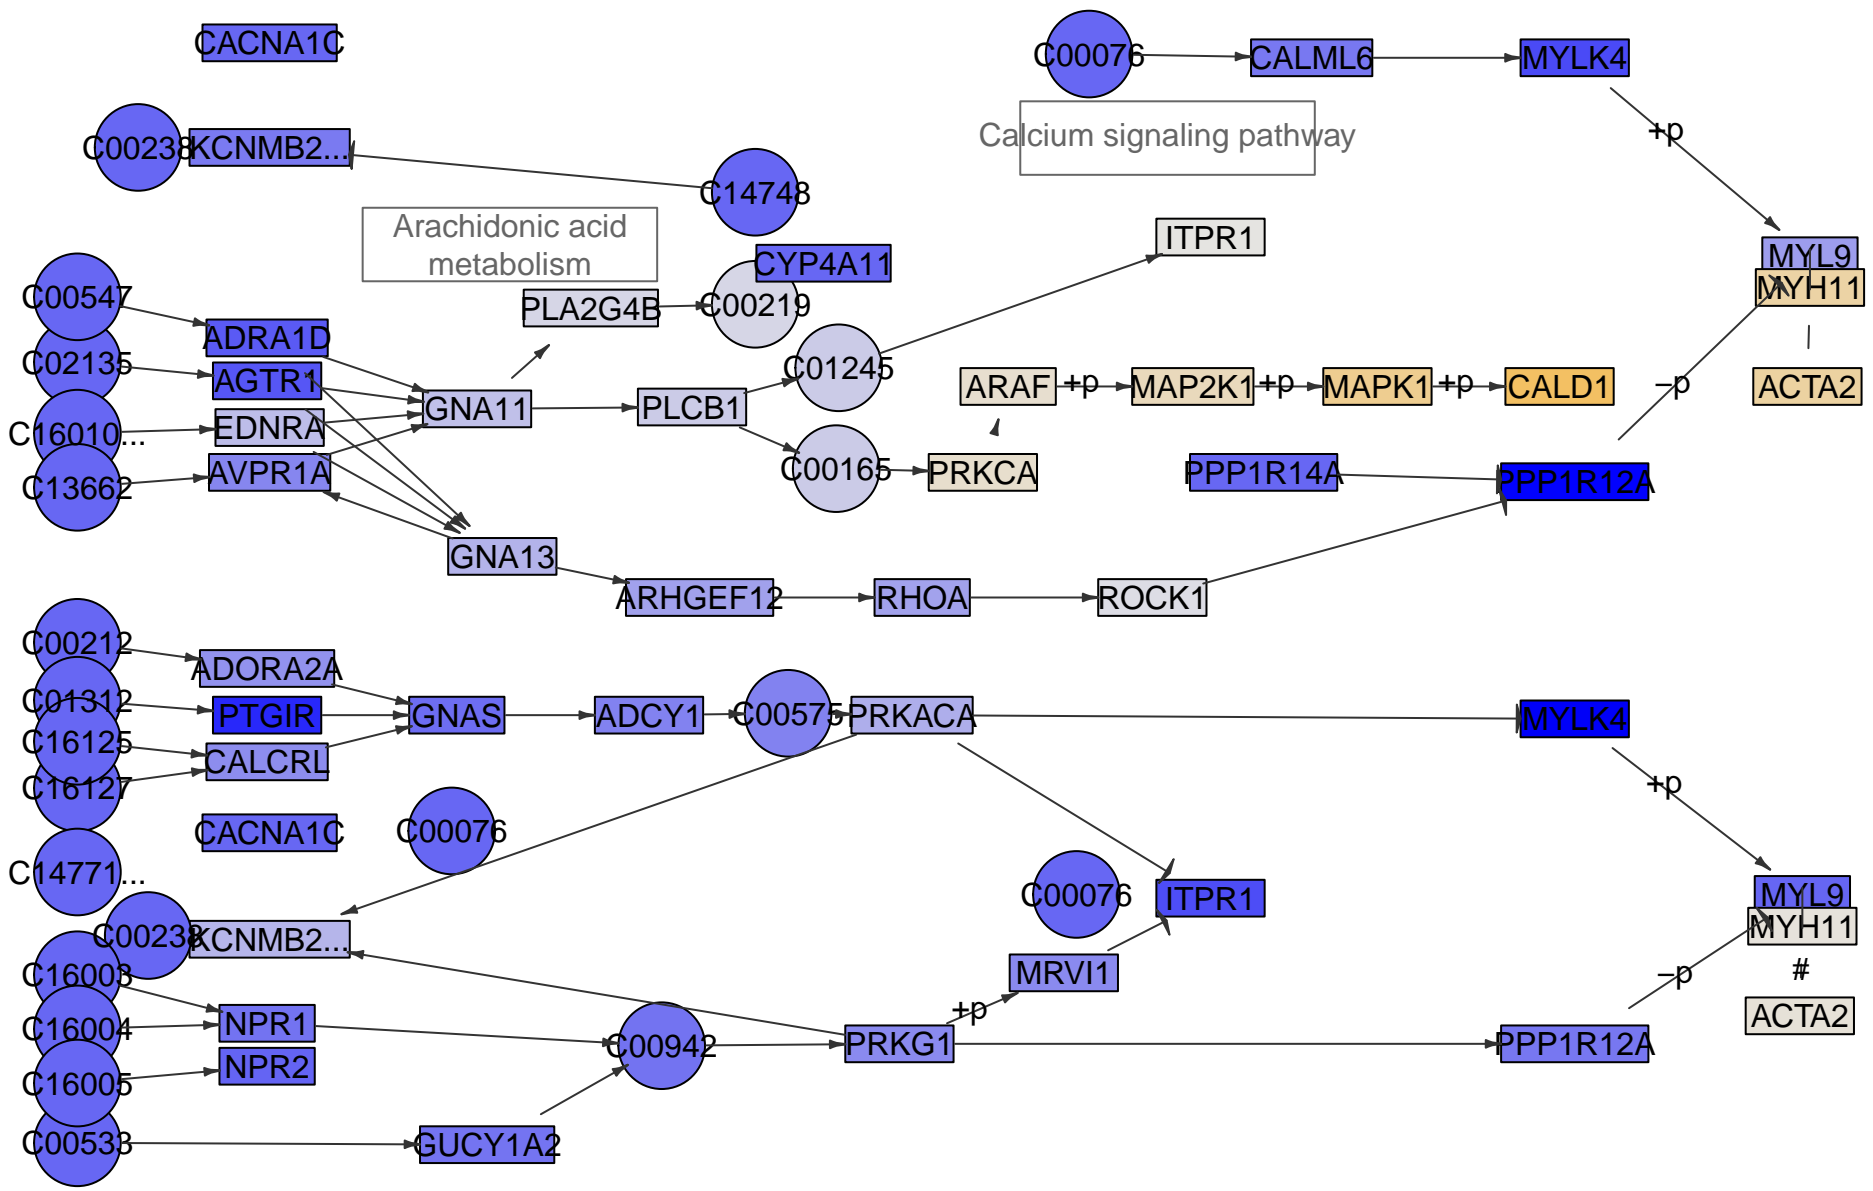 CACNA1C
C00076
CALML6
MYLK4
+p
Calcium signaling pathway
C00238
KCNMB2...
C14748
Arachidonic acid
metabolism
ITPR1
MYL9
MYH11
CYP4A11
C00547
PLA2G4B
C00219
ADRA1D
C02135
AGTR1
C01245
ARAF
+p
MAP2K1
+p
MAPK1
+p
CALD1
–p
ACTA2
C16010...
EDNRA
GNA11
PLCB1
C13662
AVPR1A
C00165
PRKCA
PPP1R14A
PPP1R12A
GNA13
ARHGEF12
RHOA
ROCK1
C00212
ADORA2A
C01312
PTGIR
GNAS
ADCY1
C00575
PRKACA
MYLK4
C16125
CALCRL
C16127
+p
CACNA1C
C00076
C14771...
C00076
ITPR1
MYL9
MYH11
C00238
KCNMB2...
C16003
MRVI1
–p
#
+p
ACTA2
C16004
NPR1
C00942
PRKG1
PPP1R12A
C16005
NPR2
C00533
GUCY1A2